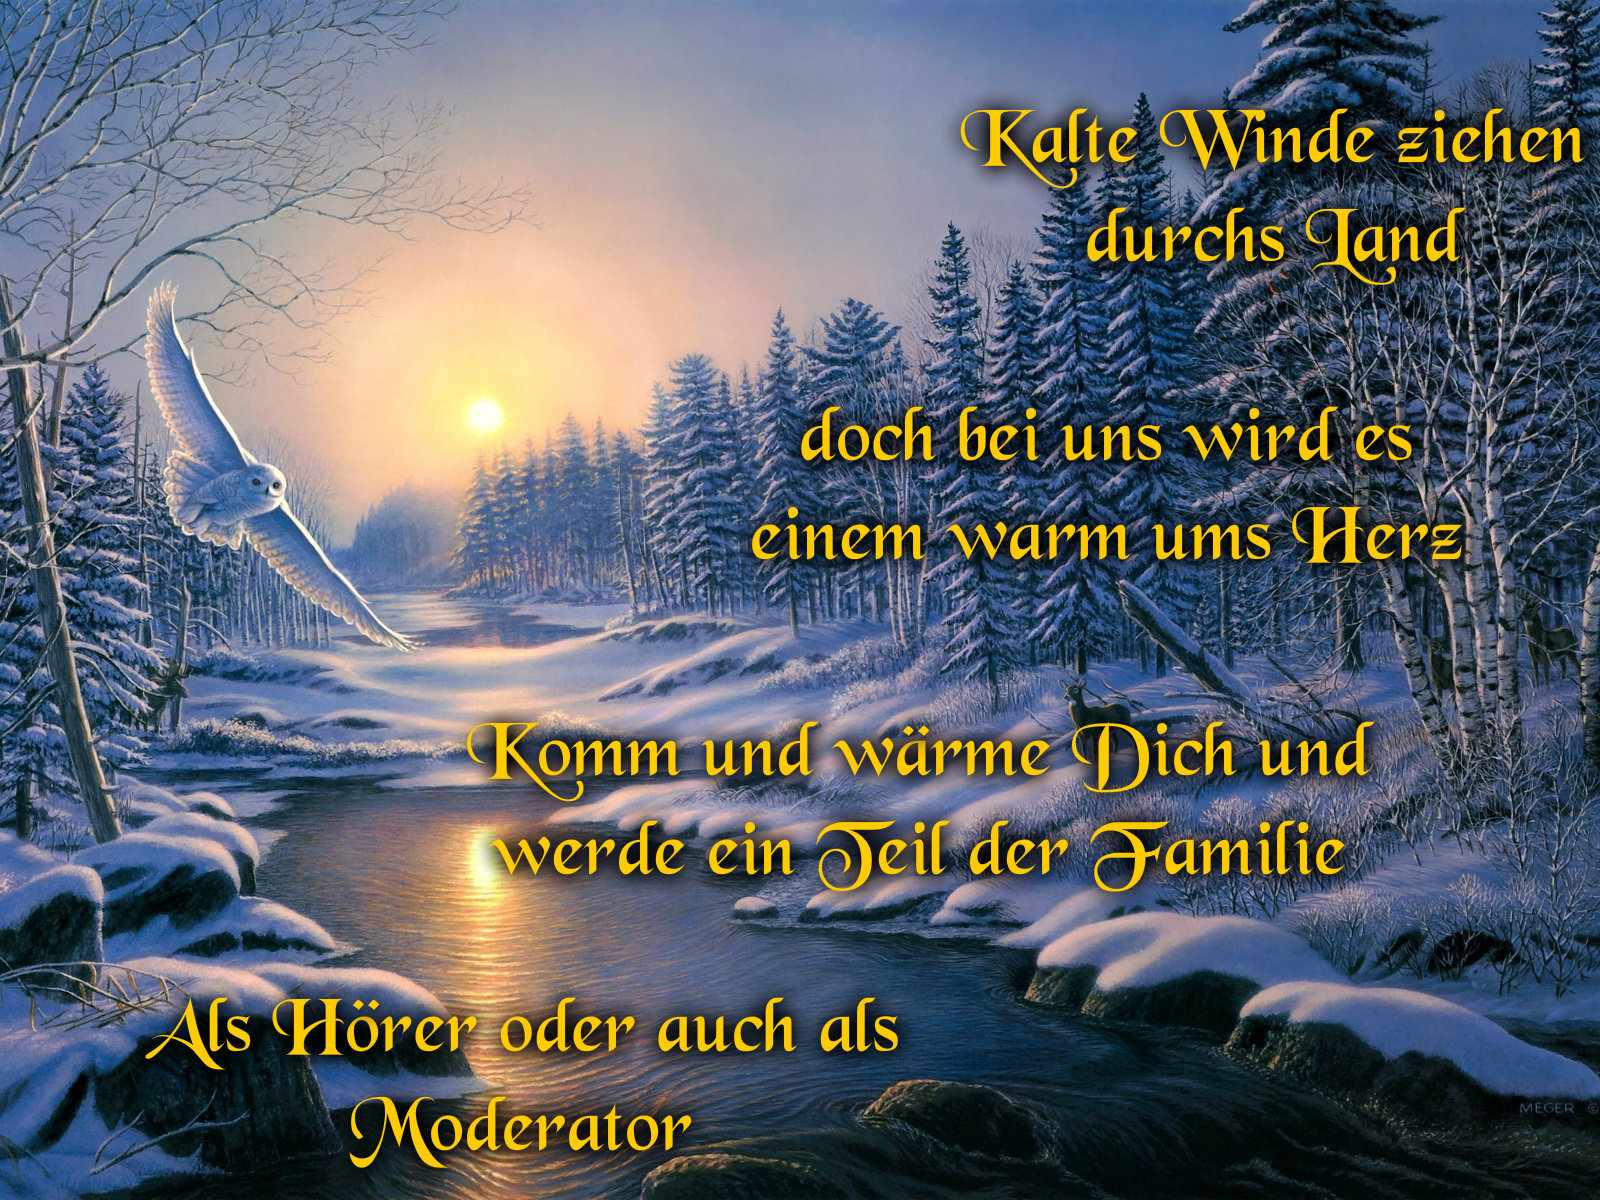 Kalte Winde ziehen
durchs Land
doch bei uns wird es
einem warm ums Herz
Komm und wärme Dich und
werde ein Teil der Familie
Als Hörer oder auch als
Moderator
MEGER ©